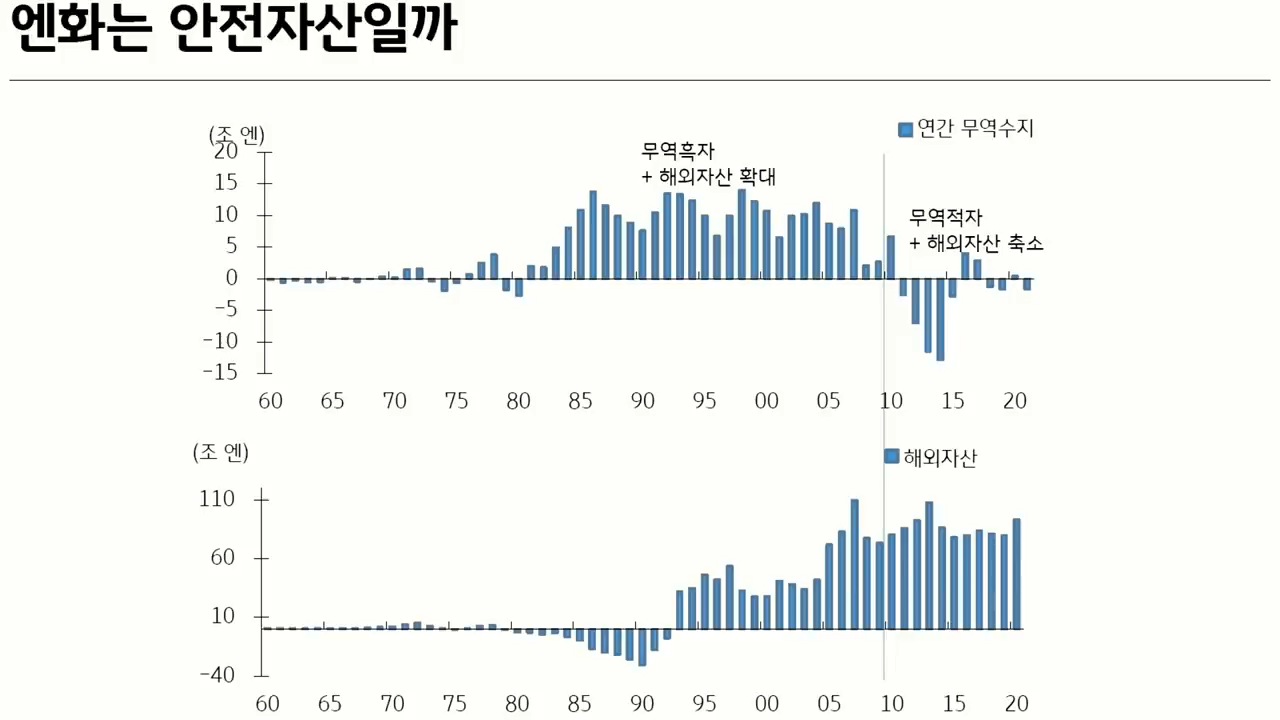 엔화는 안전자산일까
(조 엔)
연간 무역수지
20
15
10
5
0
-5
-10
-15
무역흑자
+ 해외자산 확대
무역적자
+ 해외자산 축소
60 65 70 75 80 85 90 95 00 05 10 15 20
(조 엔)
해외자산
110
60
10
-40
60 65 70 75 80 85 90 95 00 05 10 15 20